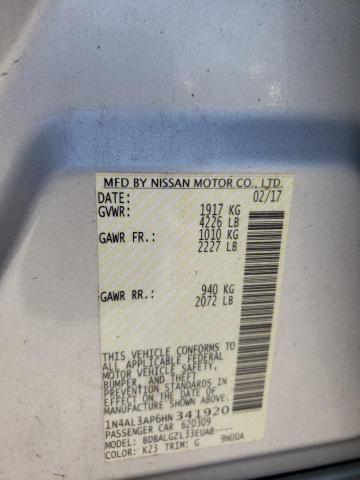 MFD BY NISSAN MOTOR CO., LTD.
DATE: 02/17
GVWR: 1917 KG
4226 LB
GAWR FR.: 1010 KG
2227 LB
GAWR RR.: 940 KG
2072 LB
THIS VEHICLE CONFORMS TO
ALL APPLICABLE FEDERAL
MOTOR VEHICLE SAFETY,
BUMPER, AND THEFT
PREVENTION STANDARDS IN
EFFECT ON THE DATE OF
MANUFACTURE SHOWN ABOVE.
1N4AL3AP6HN 341920
PASSENGER CAR 620309
MODEL: BDBALGZL33EUAB----
COLOR: K23 TRIM: G 9N00A